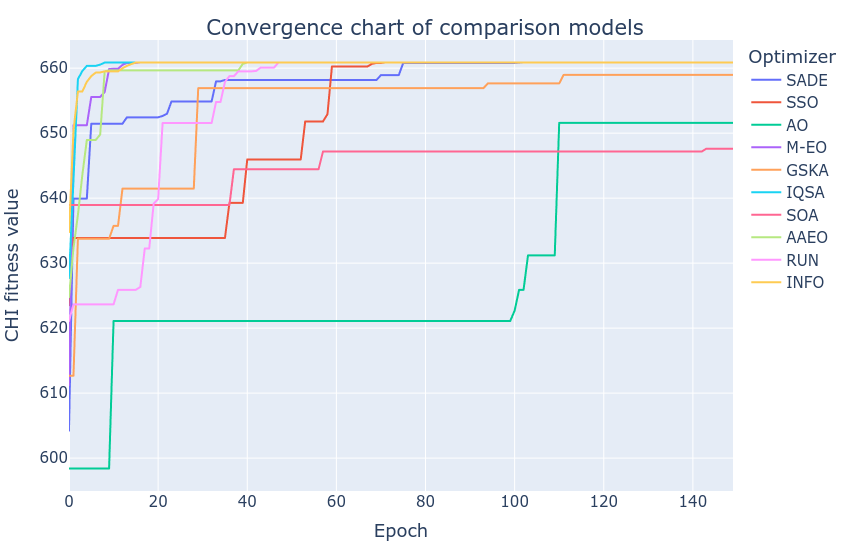 Convergence chart of comparison models
CHI fitness value
660
650
640
630
620
610
600
0 20 40 60 80 100 120 140
Epoch
Optimizer
SADE
SSO
AO
M-EO
GSKA
IQSA
SOA
AAEO
RUN
INFO